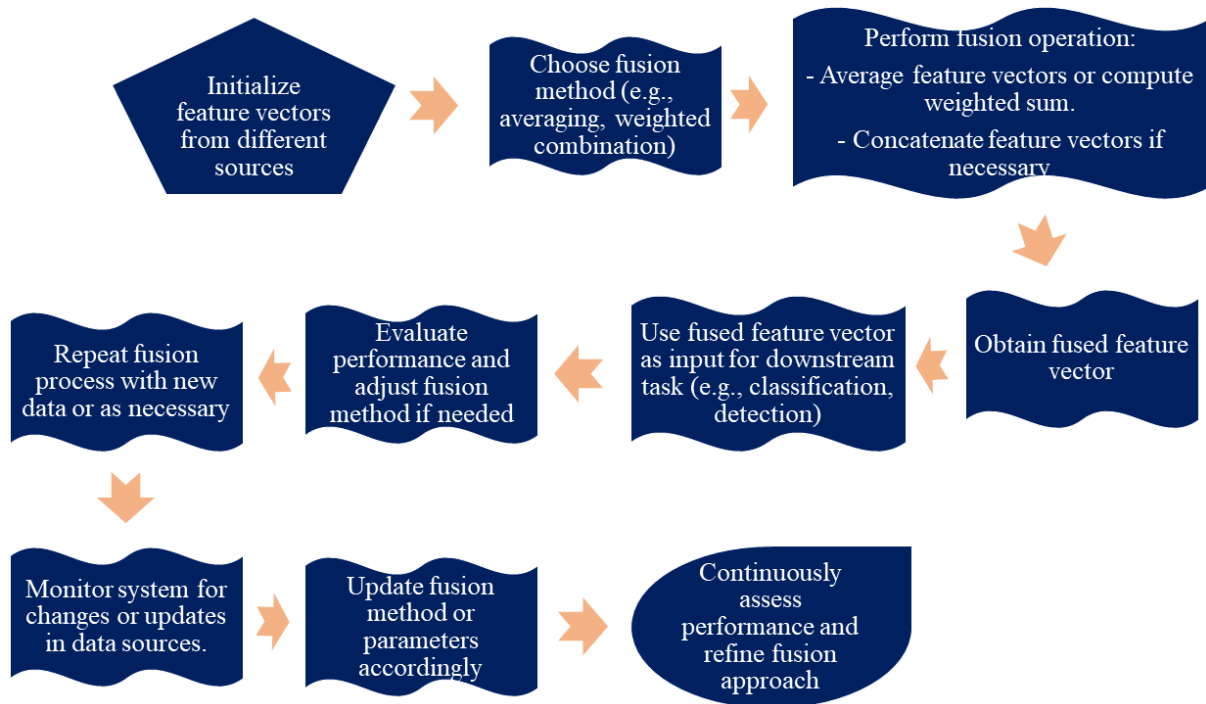 Initialize
feature vectors
from different
sources
Choose fusion
method (e.g.,
averaging, weighted
combination)
Perform fusion operation:
- Average feature vectors or compute
weighted sum.
- Concatenate feature vectors if
necessary
Obtain fused feature
vector
Use fused feature vector
as input for downstream
task (e.g., classification,
detection)
Evaluate
performance and
adjust fusion
method if needed
Repeat fusion
process with new
data or as necessary
Monitor system for
changes or updates
in data sources.
Update fusion
method or
parameters
accordingly
Continuously
assess
performance and
refine fusion
approach